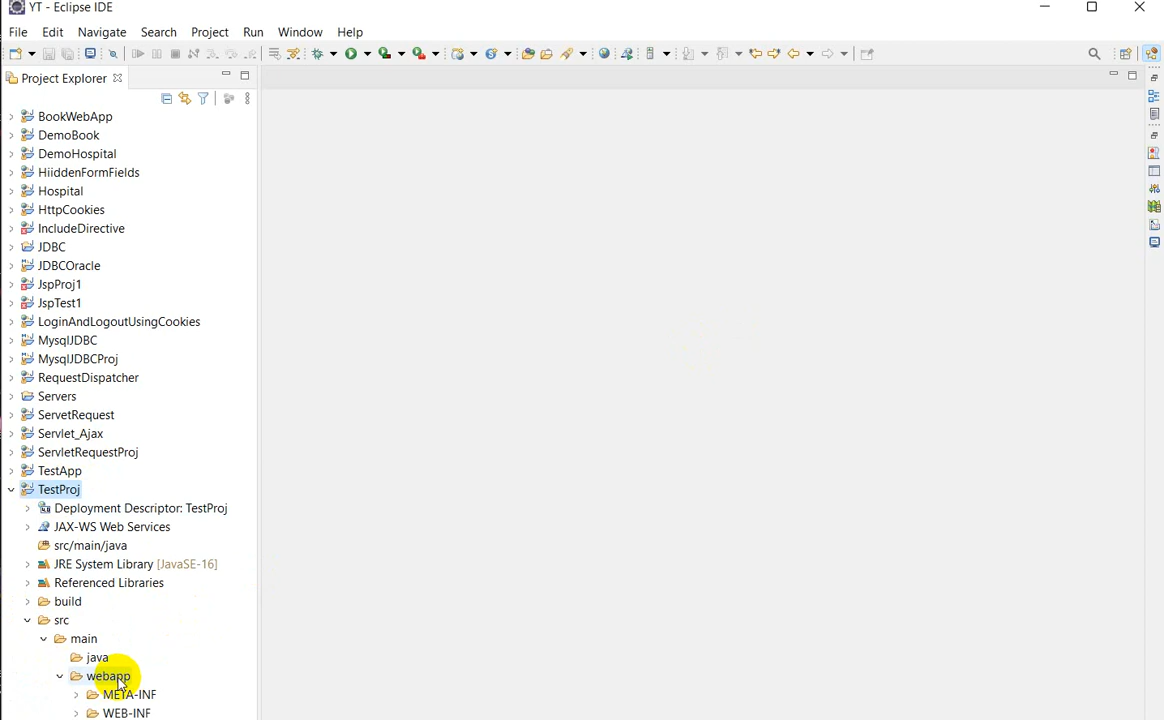 YT - Eclipse IDE
File Edit Navigate Search Project Run Window Help
Project Explorer
BookWebApp
DemoBook
DemoHospital
HiiddenFormFields
Hospital
HttpCookies
IncludeDirective
JDBC
JDBCOracle
JspProj1
JspTest1
LoginAndLogoutUsingCookies
MysqlJDBC
MysqlJDBCProj
RequestDispatcher
Servers
ServetRequest
Servlet_Ajax
ServletRequestProj
TestApp
TestProj
Deployment Descriptor: TestProj
JAX-WS Web Services
src/main/java
JRE System Library [JavaSE-16]
Referenced Libraries
build
src
main
java
webapp
META-INF
WEB-INF